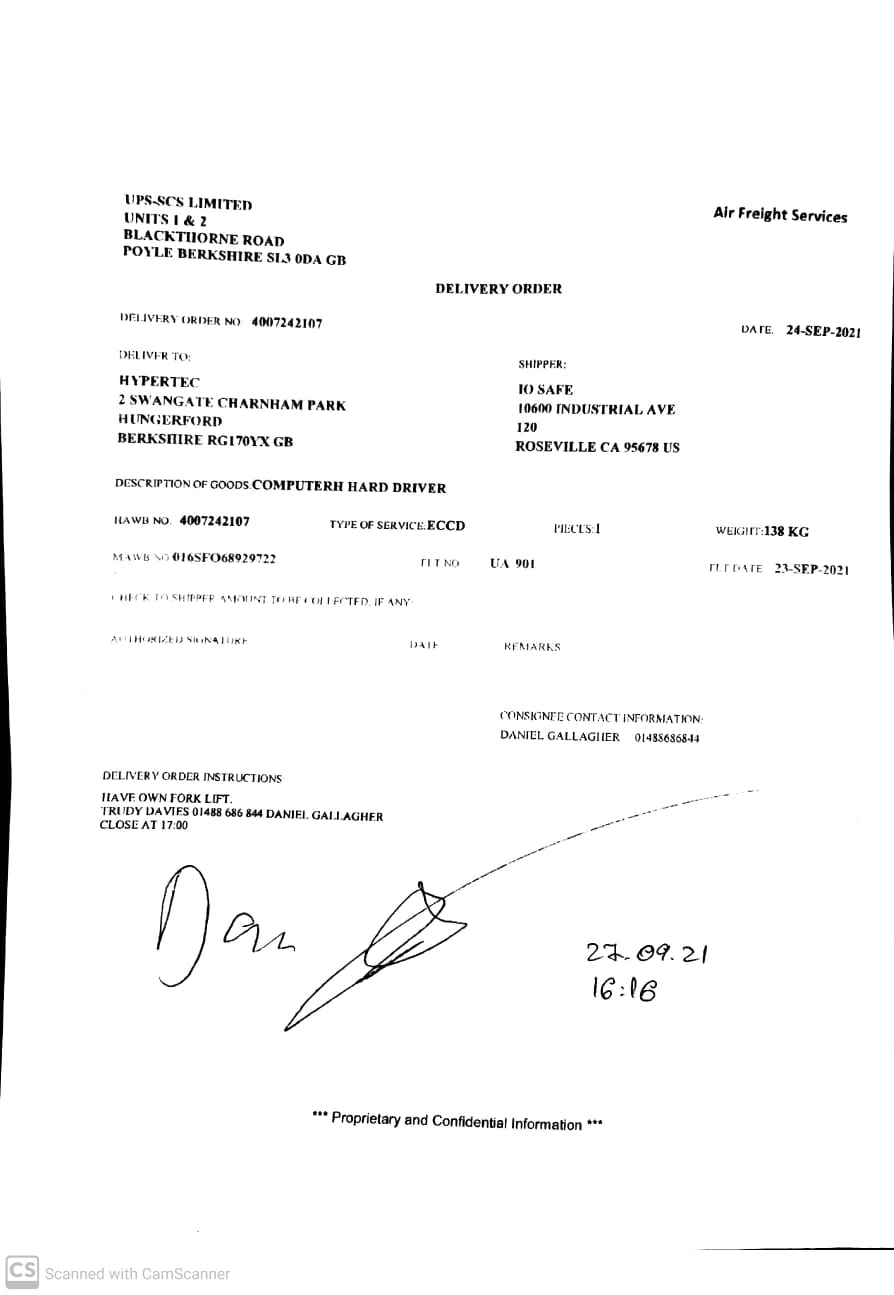 UPS-SCS LIMITED
UNITS 1 & 2
BLACKTHORNE ROAD
POYLE BERKSHIRE SL3 0DA GB
Air Freight Services
DELIVERY ORDER
DELIVERY ORDER NO: 4007242107
DATE: 24-SEP-2021
DELIVER TO:
HYPERTEC
2 SWANGATE CHARNHAM PARK
HUNGERFORD
BERKSHIRE RG170YX GB
SHIPPER:
IO SAFE
10600 INDUSTRIAL AVE
120
ROSEVILLE CA 95678 US
DESCRIPTION OF GOODS:COMPUTERH HARD DRIVER
HAWB NO: 4007242107 TYPE OF SERVICE:ECCD PIECES:1 WEIGHT:138 KG
MAWB NO 016SFO68929722 FLT NO UA 901 FLT DATE 23-SEP-2021
CHECK TO SHIPPER AMOUNT TO BE COLLECTED, IF ANY:
AUTHORIZED SIGNATURE DATE REMARKS
CONSIGNEE CONTACT INFORMATION:
DANIEL GALLAGHER 01488686844
DELIVERY ORDER INSTRUCTIONS
HAVE OWN FORK LIFT.
TRUDY DAVIES 01488 686 844 DANIEL GALLAGHER
CLOSE AT 17:00
Dan
27.09.21
16:16
*** Proprietary and Confidential Information ***
CS Scanned with CamScanner